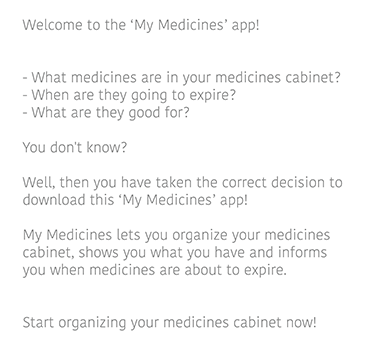 Welcome to the ‘My Medicines’ app!
- What medicines are in your medicines cabinet?
- When are they going to expire?
- What are they good for?
You don't know?
Well, then you have taken the correct decision to
download this ‘My Medicines’ app!
My Medicines lets you organize your medicines
cabinet, shows you what you have and informs
you when medicines are about to expire.
Start organizing your medicines cabinet now!